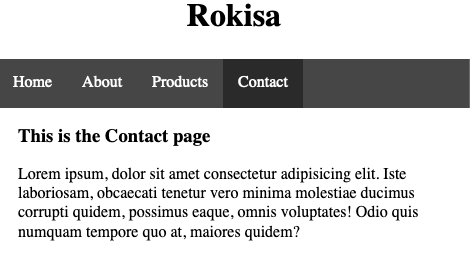 Rokisa
Home About Products Contact
This is the Contact page
Lorem ipsum, dolor sit amet consectetur adipisicing elit. Iste
laboriosam, obcaecati tenetur vero minima molestiae ducimus
corrupti quidem, possimus eaque, omnis voluptates! Odio quis
numquam tempore quo at, maiores quidem?